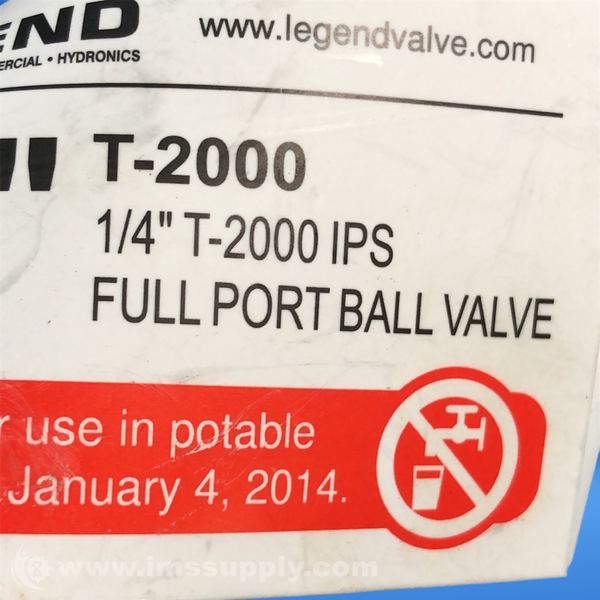 END www.legendvalve.com
ERCIAL • HYDRONICS
T-2000
1/4" T-2000 IPS
FULL PORT BALL VALVE
r use in potable
January 4, 2014.
www.imssupply.com